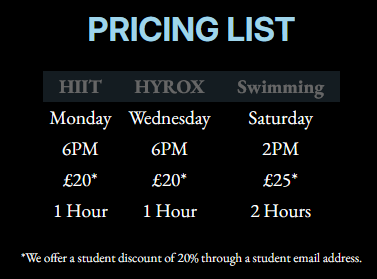 PRICING LIST
HIIT HYROX Swimming
Monday Wednesday Saturday
6PM 6PM 2PM
£20* £20* £25*
1 Hour 1 Hour 2 Hours
*We offer a student discount of 20% through a student email address.